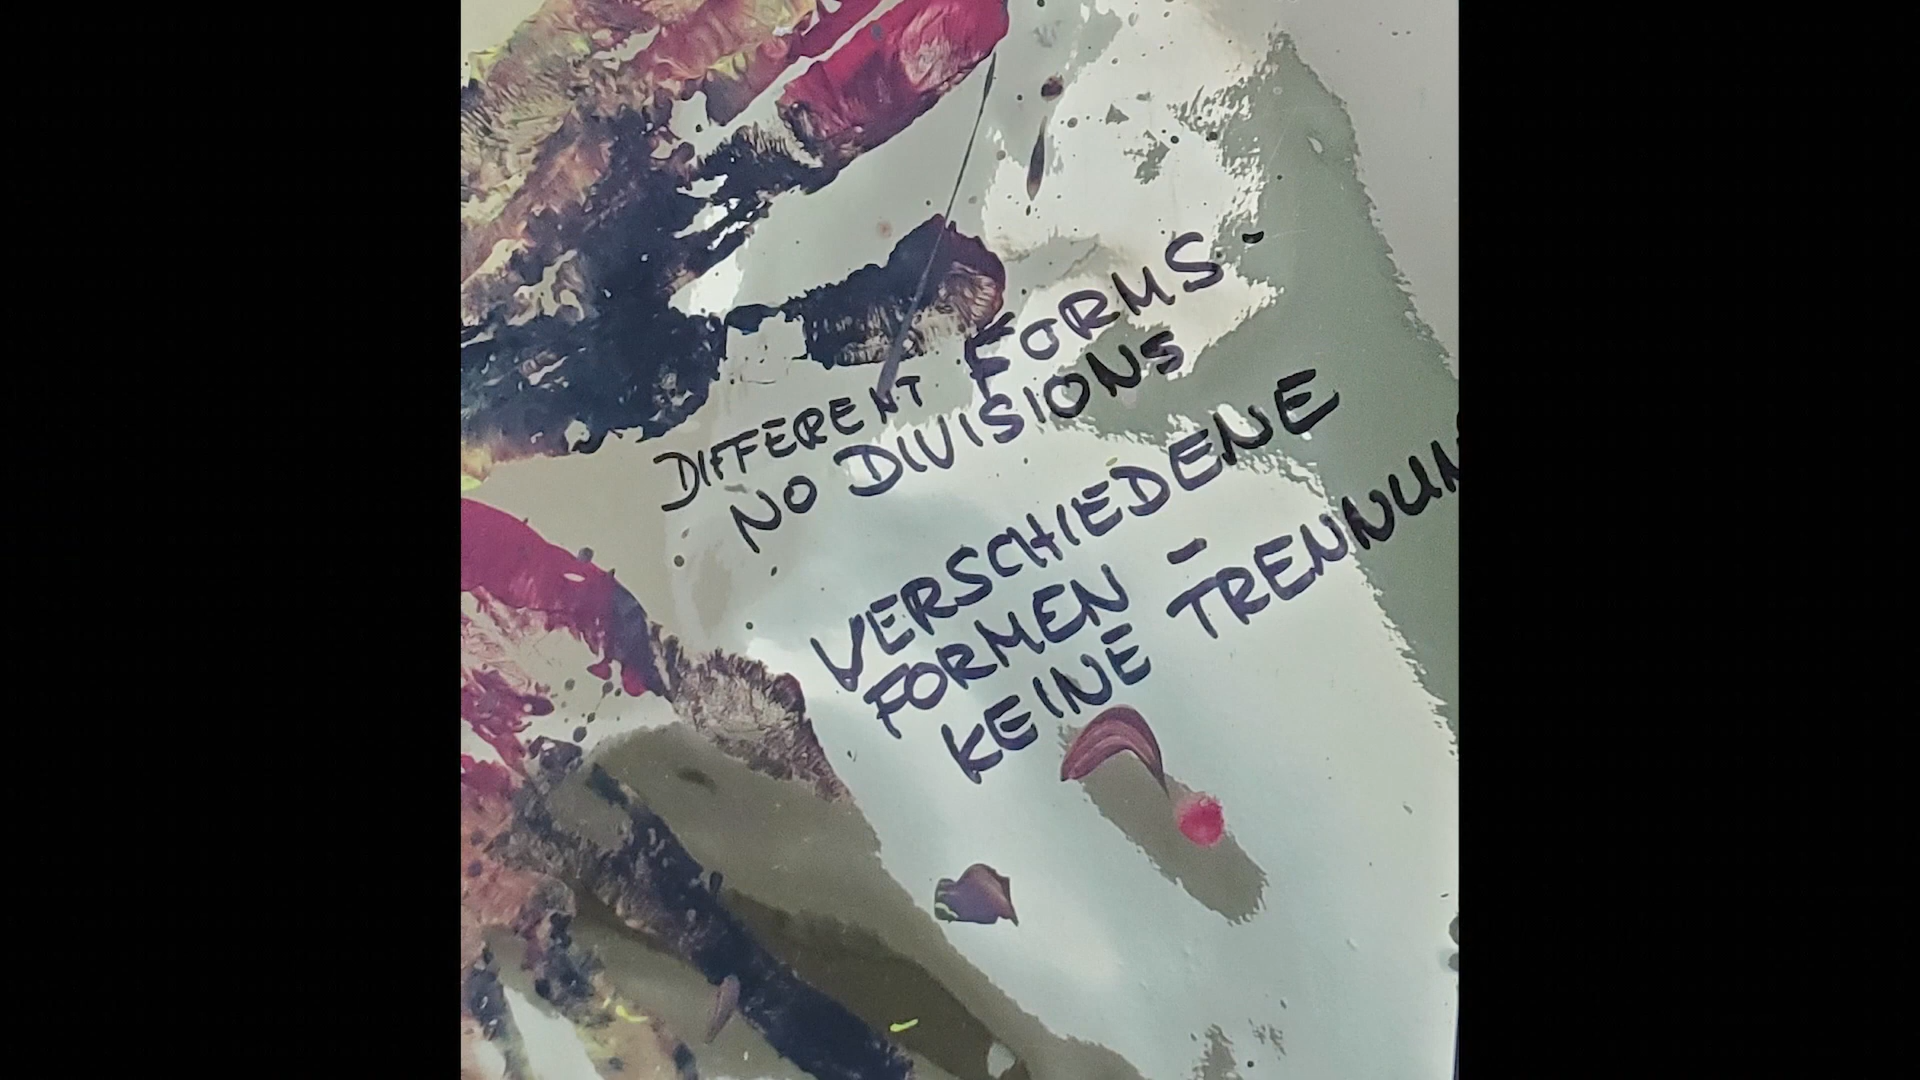 DIFFERENT FORMS -
NO DIVISIONS
VERSCHIEDENE
FORMEN -
KEINE TRENNUN